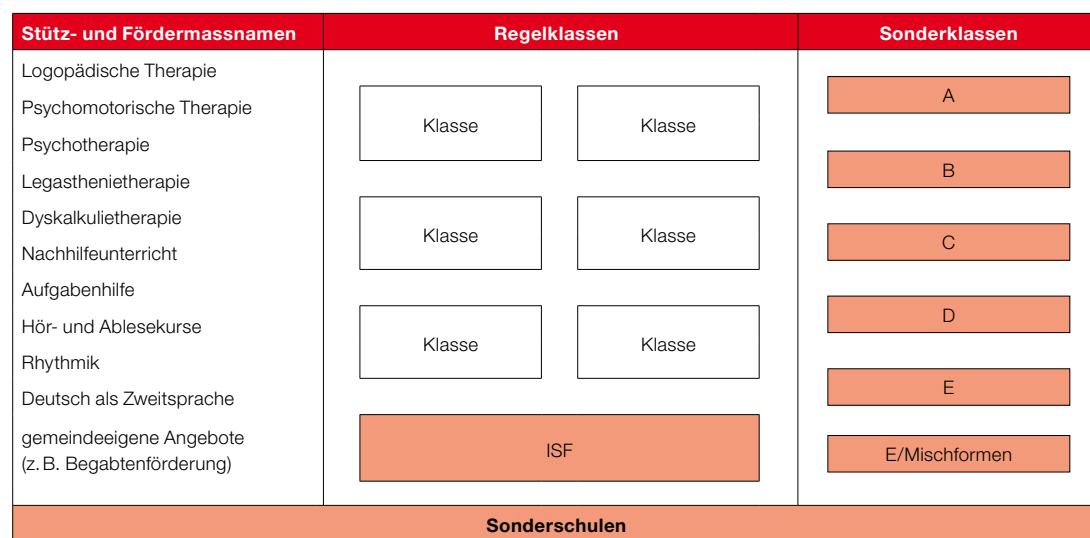 Stütz- und Fördermassnamen
Regelklassen
Sonderklassen
Logopädische Therapie
Psychomotorische Therapie
Psychotherapie
Legasthenietherapie
Dyskalkulietherapie
Nachhilfeunterricht
Aufgabenhilfe
Hör- und Ablesekurse
Rhythmik
Deutsch als Zweitsprache
gemeindeeigene Angebote
(z. B. Begabtenförderung)
Klasse
Klasse
Klasse
Klasse
Klasse
Klasse
ISF
A
B
C
D
E
E/Mischformen
Sonderschulen